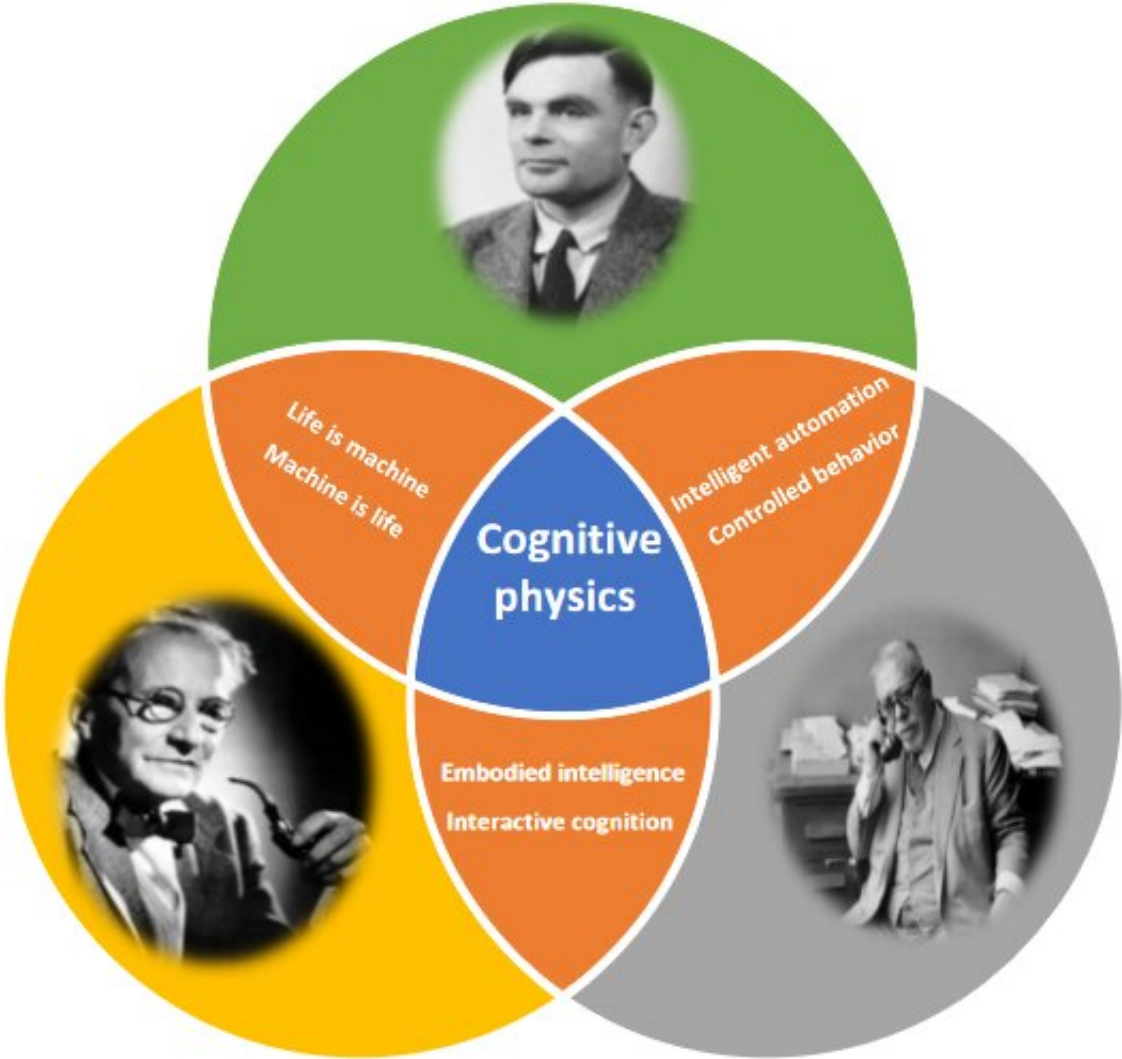 Life is machine
Machine is life
Intelligent automation
Controlled behavior
Cognitive
physics
Embodied intelligence
Interactive cognition